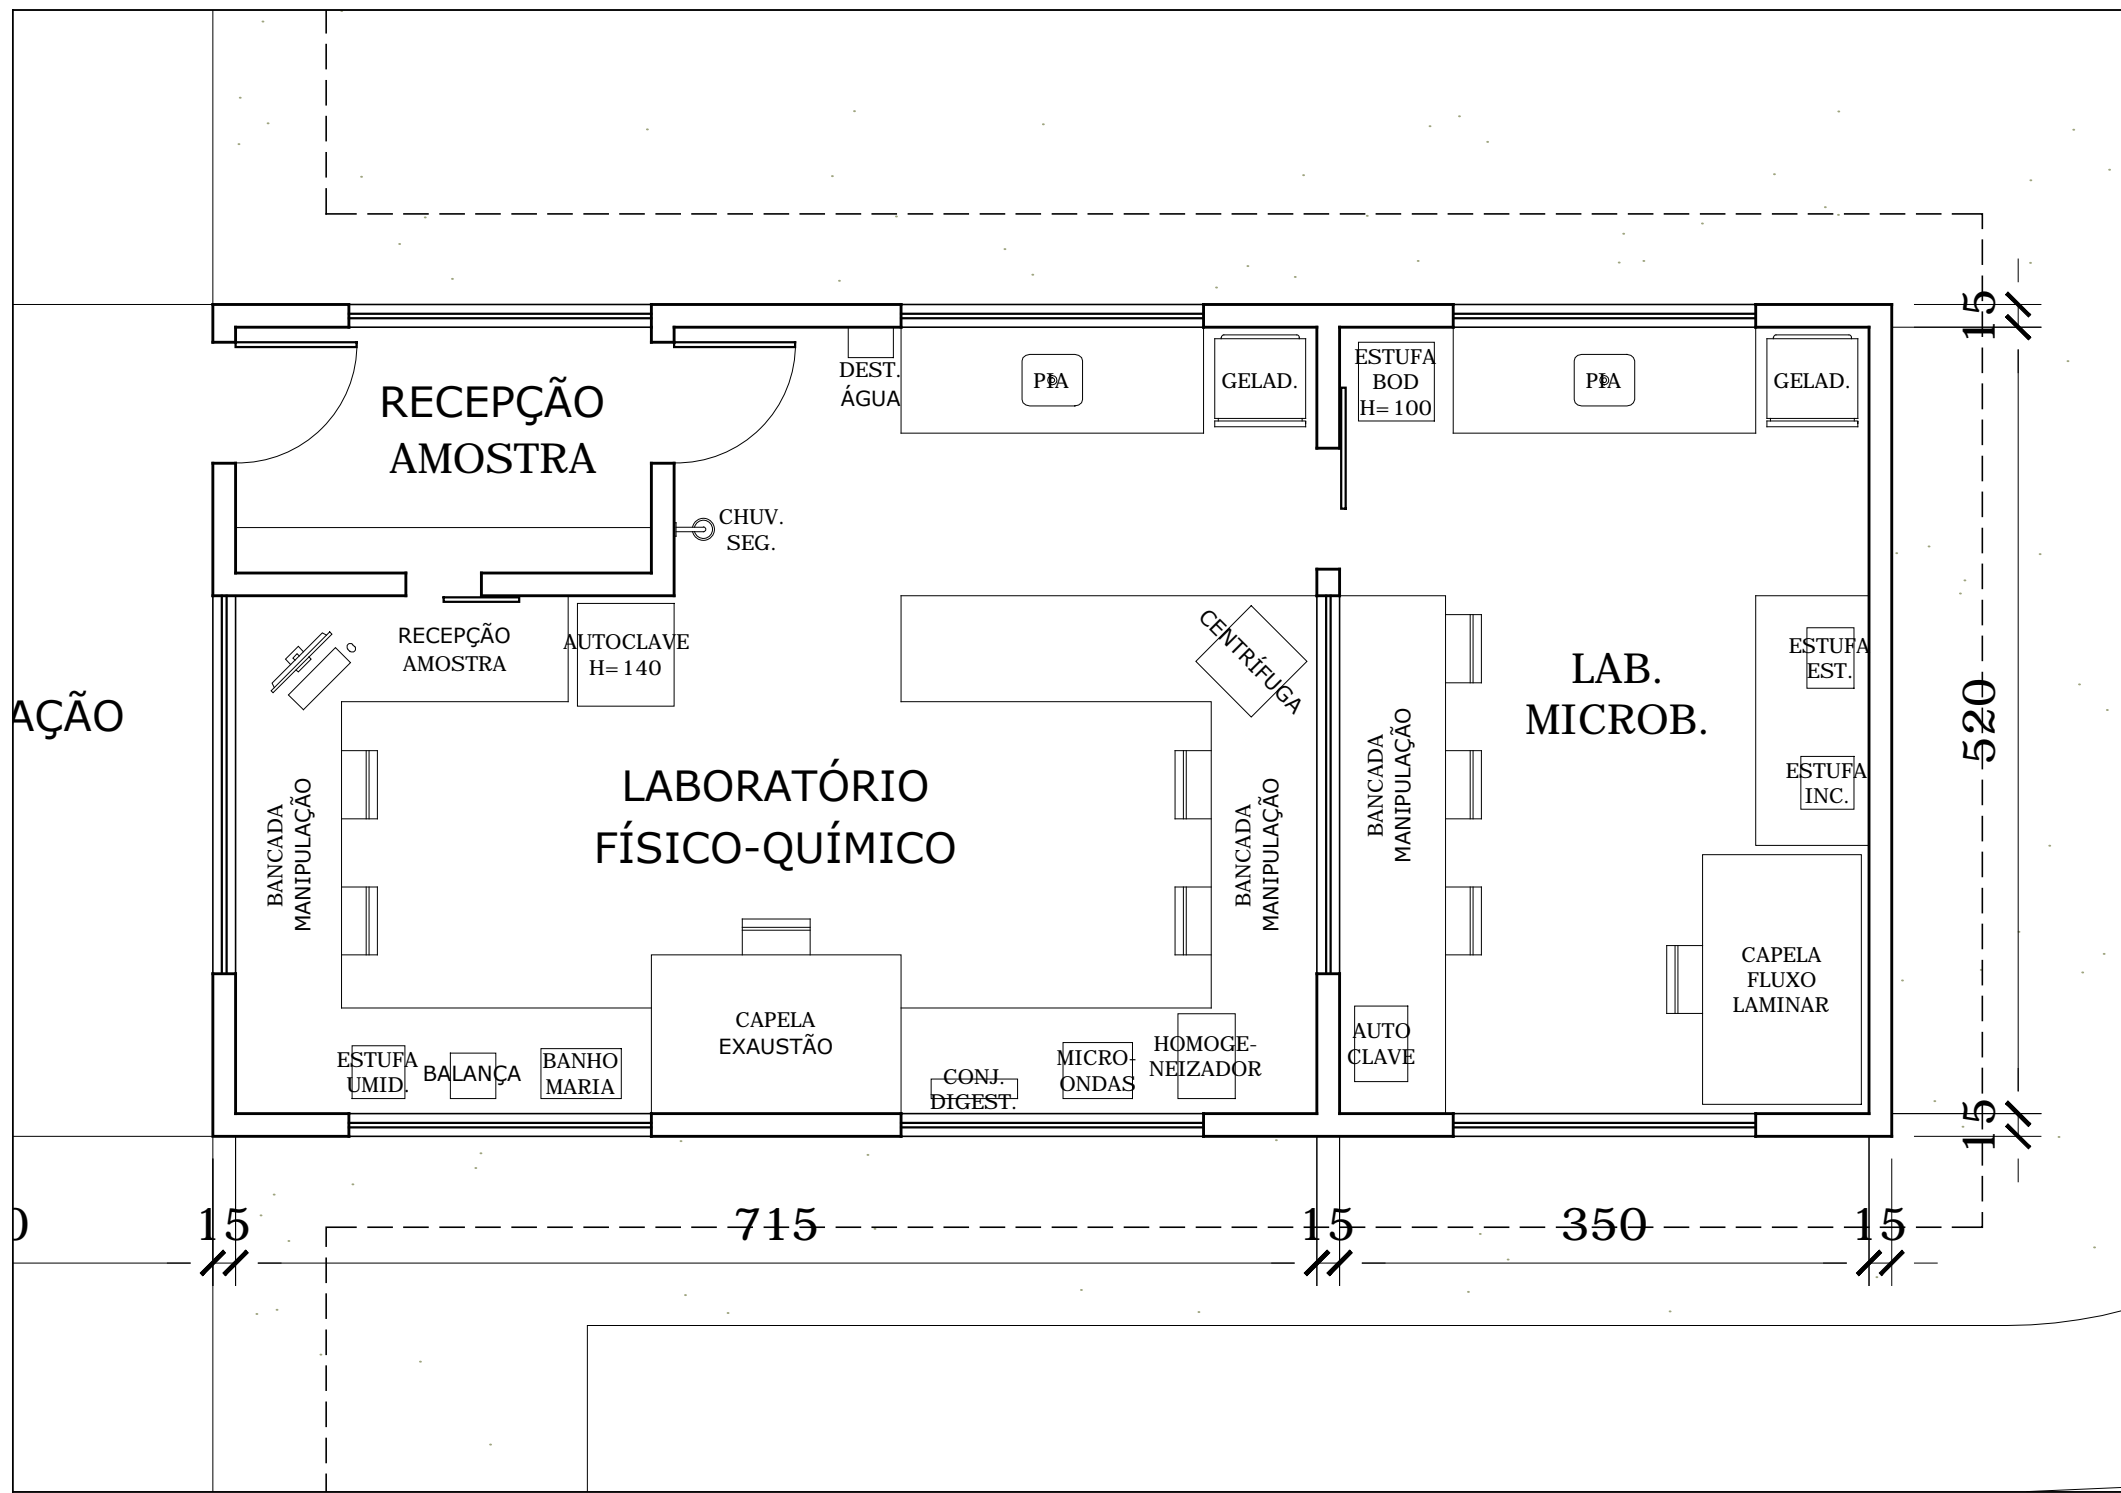 RECEPÇÃO
AMOSTRA
DEST.
ÁGUA
PIA
GELAD.
ESTUFA
BOD
H=100
PIA
GELAD.
15
CHUV.
SEG.
RECEPÇÃO
AMOSTRA
AUTOCLAVE
H=140
CENTRÍFUGA
LAB.
MICROB.
ESTUFA
EST.
ESTUFA
INC.
520
AÇÃO
LABORATÓRIO
FÍSICO-QUÍMICO
BANCADA
MANIPULAÇÃO
BANCADA
MANIPULAÇÃO
BANCADA
MANIPULAÇÃO
CAPELA
FLUXO
LAMINAR
CAPELA
EXAUSTÃO
ESTUFA
UMID.
BALANÇA
BANHO
MARIA
CONJ.
DIGEST.
MICRO-
ONDAS
HOMOGE-
NEIZADOR
AUTO
CLAVE
15
0
15
715
15
350
15